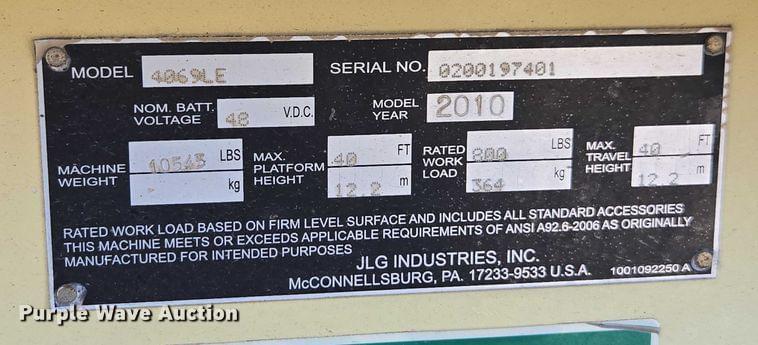 MODEL 4069LE SERIAL NO. 0200197401
NOM. BATT. VOLTAGE 48 V.D.C. MODEL YEAR 2010
MACHINE WEIGHT 10545 LBS kg MAX. PLATFORM HEIGHT 40 FT 12.2 m RATED WORK LOAD 800 LBS 364 kg MAX. TRAVEL HEIGHT 40 FT 12.2 m
RATED WORK LOAD BASED ON FIRM LEVEL SURFACE AND INCLUDES ALL STANDARD ACCESSORIES
THIS MACHINE MEETS OR EXCEEDS APPLICABLE REQUIREMENTS OF ANSI A92.6-2006 AS ORIGINALLY
MANUFACTURED FOR INTENDED PURPOSES
JLG INDUSTRIES, INC.
McCONNELLSBURG, PA. 17233-9533 U.S.A. 1001092250 A
Purple Wave Auction